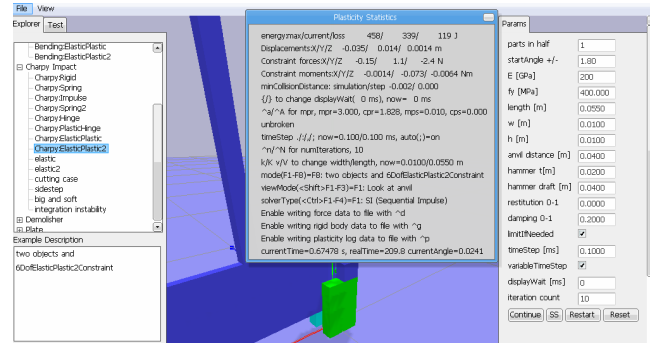 File View
Explorer Test
Bending:ElasticPlastic
Bending:ElasticPlastic2
Charpy Impact
Charpy:Rigid
Charpy:Spring
Charpy:Impulse
Charpy:Spring2
Charpy:Hinge
Charpy:PlasticHinge
Charpy:ElasticPlastic
Charpy:ElasticPlastic2
elastic
elastic2
cutting case
sidestep
big and soft
integration instability
Demolisher
Plate
Example Description
two objects and
6DofElasticPlastic2Constraint
Plasticity Statistics
energy:max/current/loss 458/ 339/ 119 J
Displacements:X/Y/Z -0.035/ 0.014/ 0.0014 m
Constraint forces:X/Y/Z -0.15/ 1.1/ -2.4 N
Constraint moments:X/Y/Z -0.0014/ -0.073/ -0.0064 Nm
minCollisionDistance: simulation/step -0.002/ 0.000
{/} to change displayWait( 0 ms), now= 0 ms
^a/^A for mpr, mpr=3.000, cpr=1.828, mps=0.010, cps=0.000
unbroken
timeStep ./:/,/; now=0.100/0.100 ms, auto(;)=on
^n/^N for numIterations, 10
k/K v/V to change width/length, now=0.0100/0.0550 m
mode(F1-F8)=F8: two objects and 6DofElasticPlastic2Constraint
viewMode(<Shift>F1-F3)=F1: Look at anvil
solverType(<Ctrl>F1-F4)=F1: SI (Sequential Impulse)
Enable writing force data to file with ^d
Enable writing rigid body data to file with ^g
Enable writing plasticity log data to file with ^p
currentTime=0.67478 s, realTime=209.8 currentAngle=0.0241
Params
parts in half 1
startAngle +/- 1.80
E [GPa] 200
fy [MPa] 400.000
length [m] 0.0550
w [m] 0.0100
h [m] 0.0100
anvil distance [m] 0.0400
hammer t[m] 0.0200
hammer draft [m] 0.0400
restitution 0-1 0.0000
damping 0-1 0.2000
limitIfNeeded
timeStep [ms] 0.1000
variableTimeStep
displayWait [ms] 0
iteration count 10
Continue SS Restart Reset